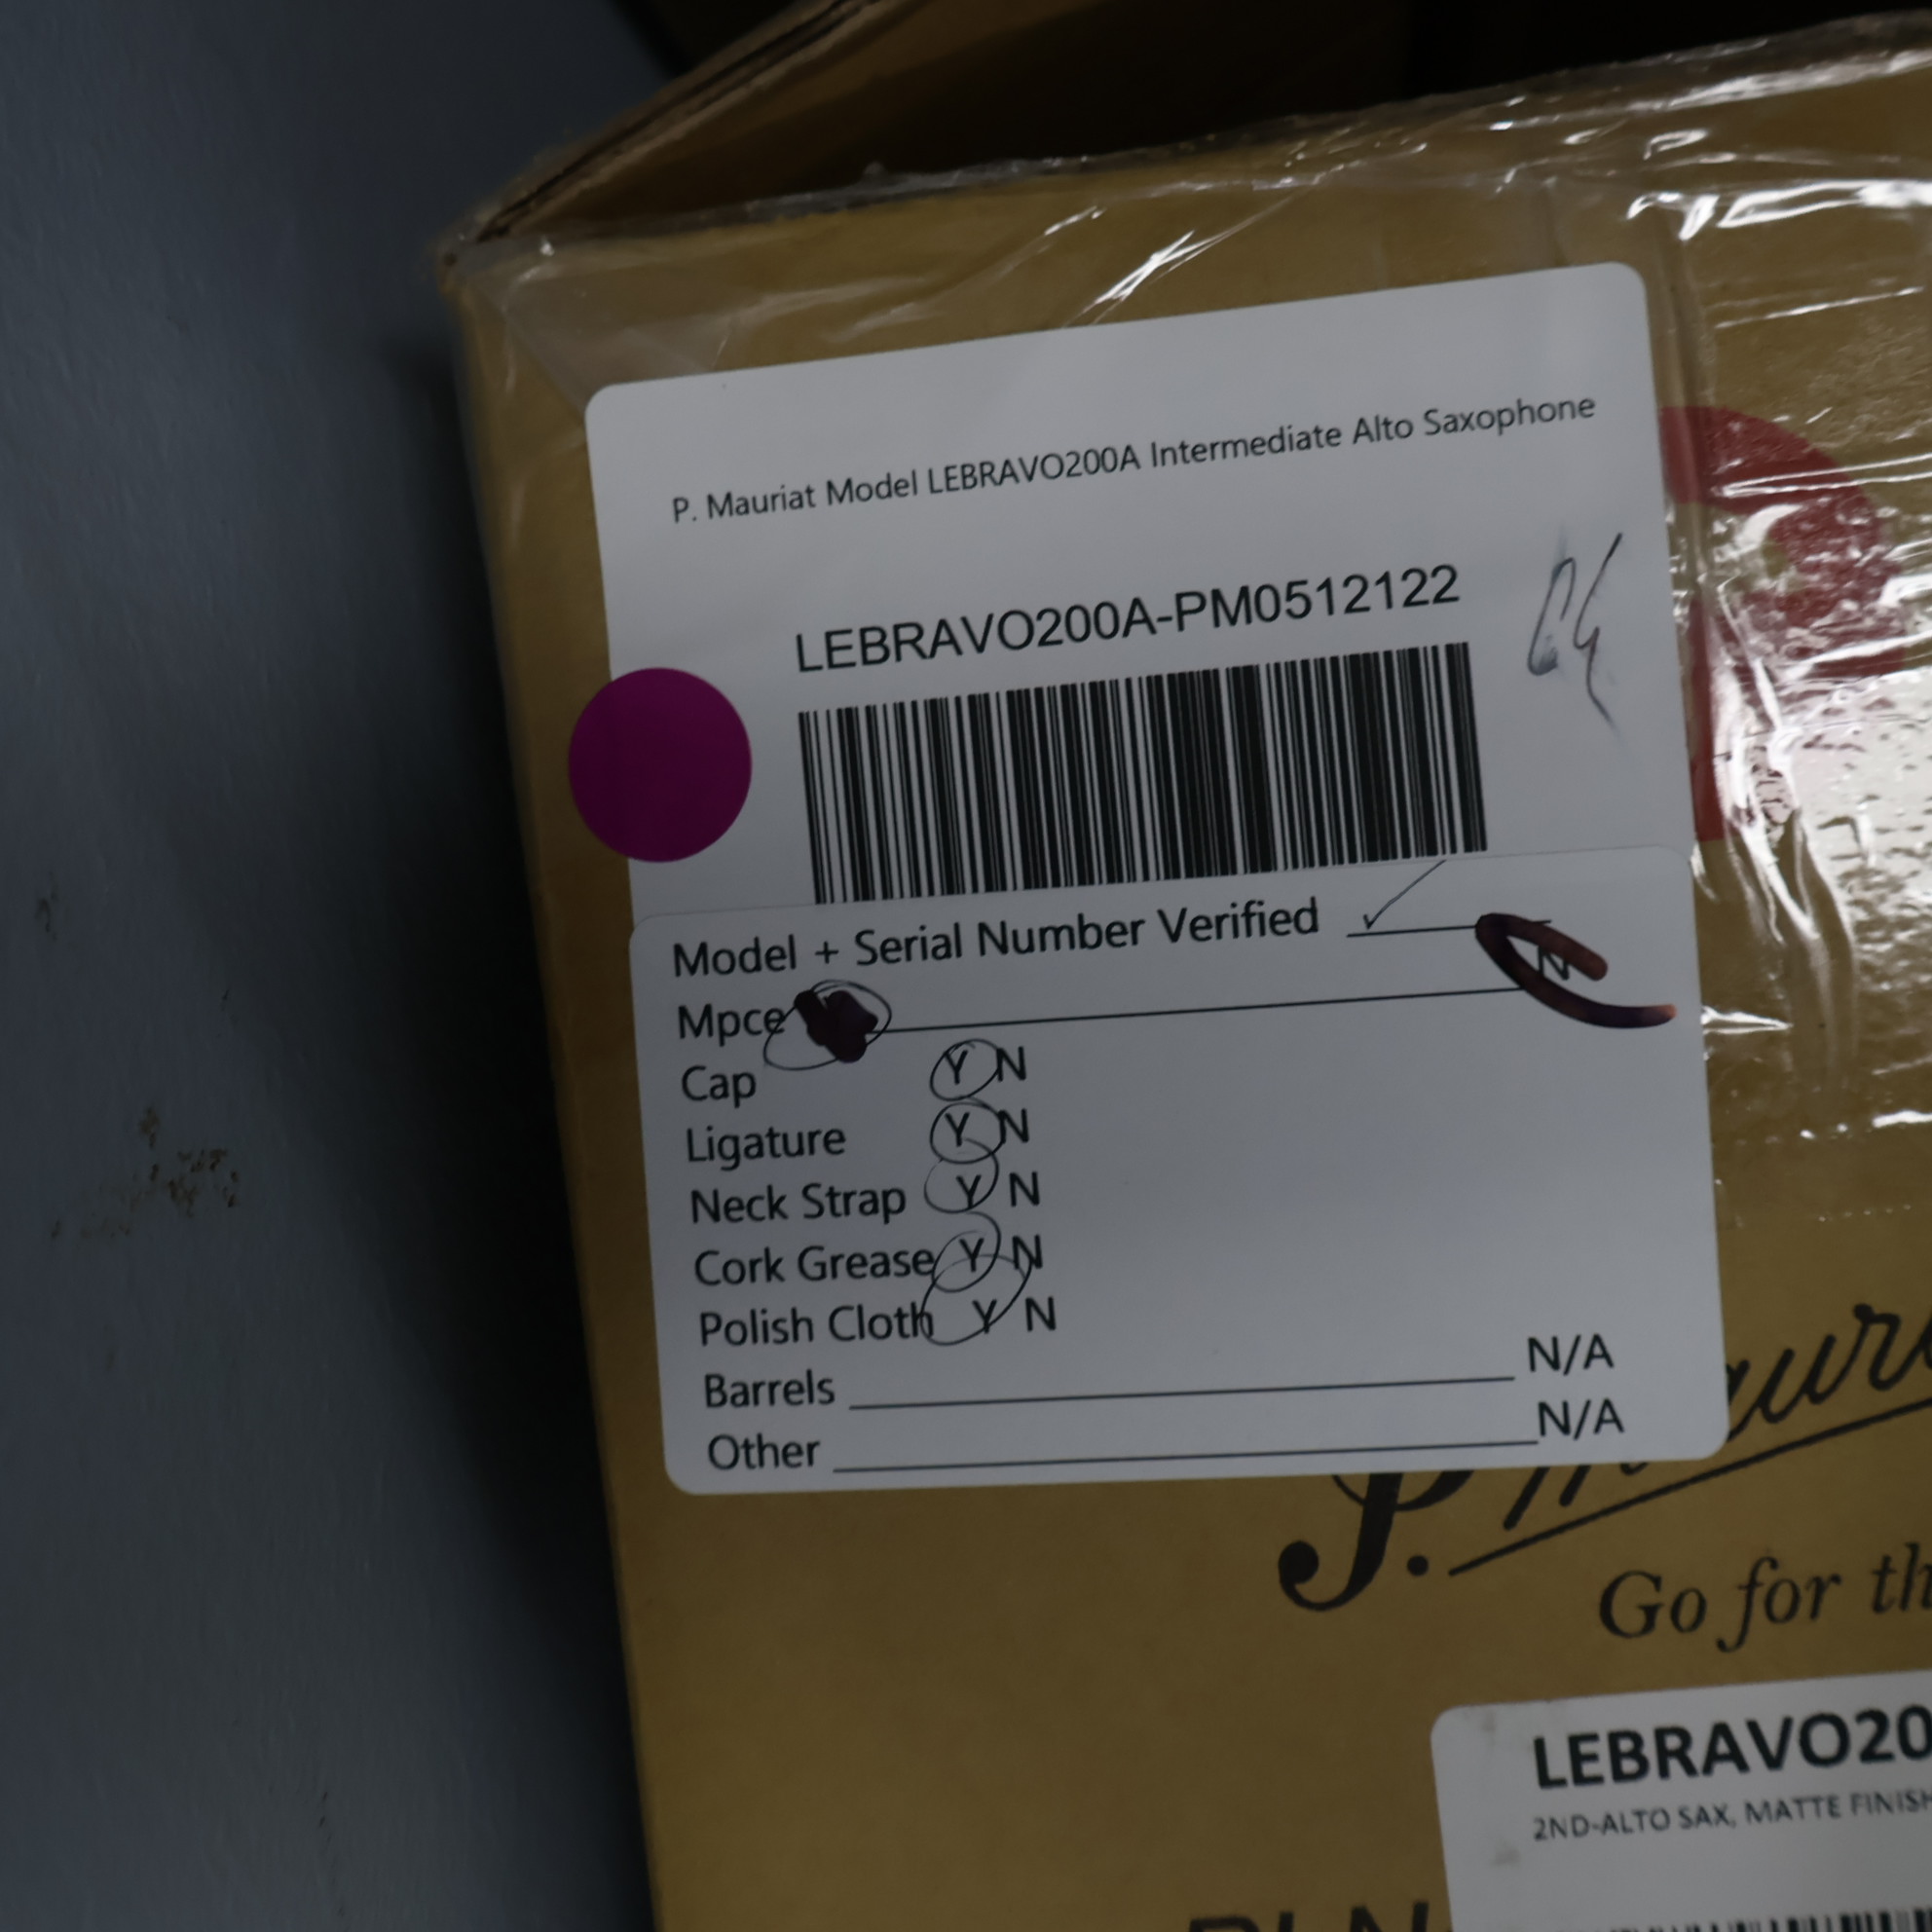 P. Mauriat Model LEBRAVO200A Intermediate Alto Saxophone
LEBRAVO200A-PM0512122
Model + Serial Number Verified ✓
Mpce N
Cap Y N
Ligature Y N
Neck Strap Y N
Cork Grease Y N
Polish Cloth Y N
Barrels N/A
Other N/A
P. Mauri
Go for th
LEBRAVO20
2ND-ALTO SAX, MATTE FINISH